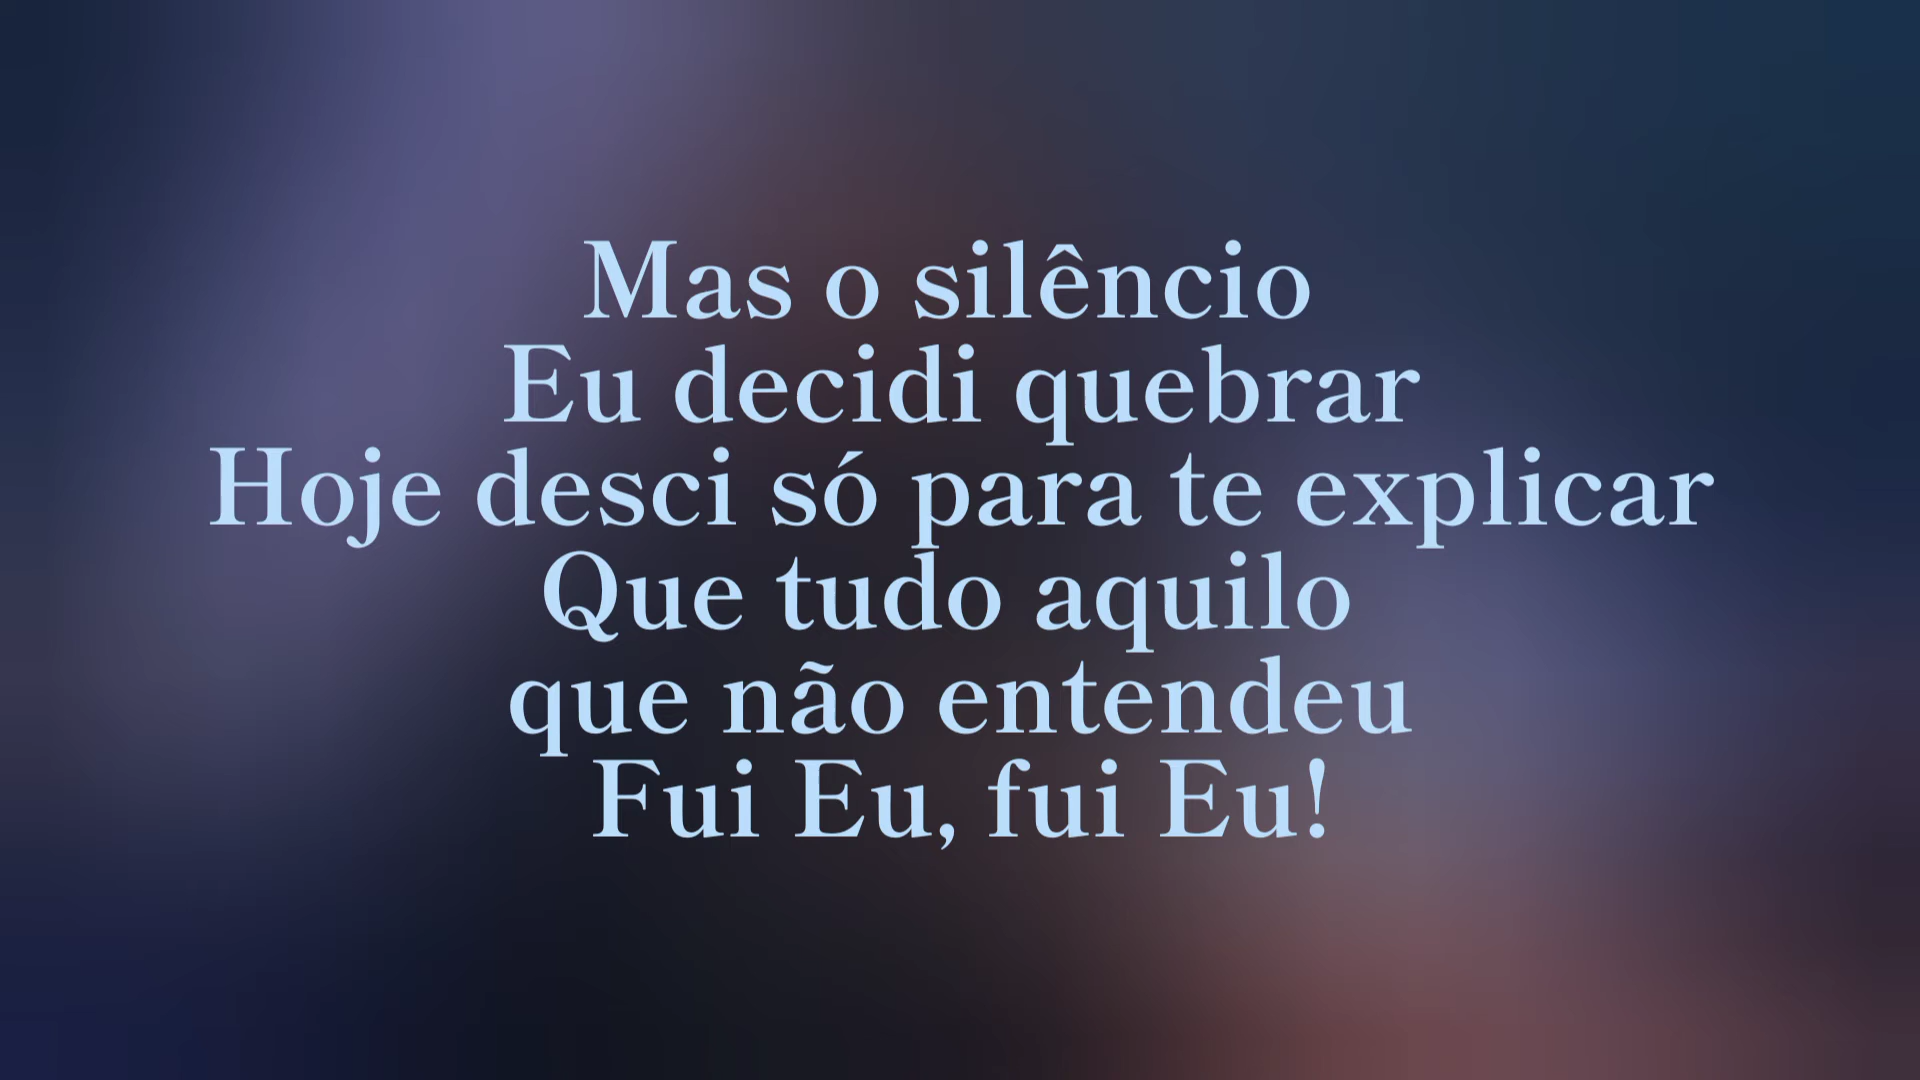 Mas o silêncio
Eu decidi quebrar
Hoje desci só para te explicar
Que tudo aquilo
que não entendeu
Fui Eu, fui Eu!